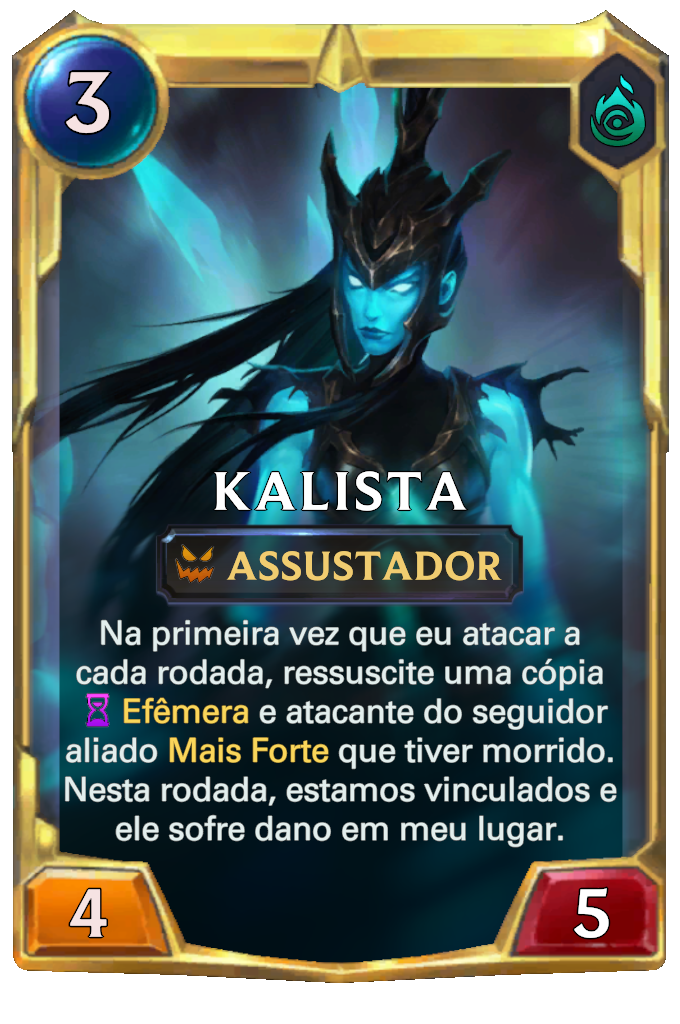 3
KALISTA
ASSUSTADOR
Na primeira vez que eu atacar a
cada rodada, ressuscite uma cópia
Efêmera e atacante do seguidor
aliado Mais Forte que tiver morrido.
Nesta rodada, estamos vinculados e
ele sofre dano em meu lugar.
4
5